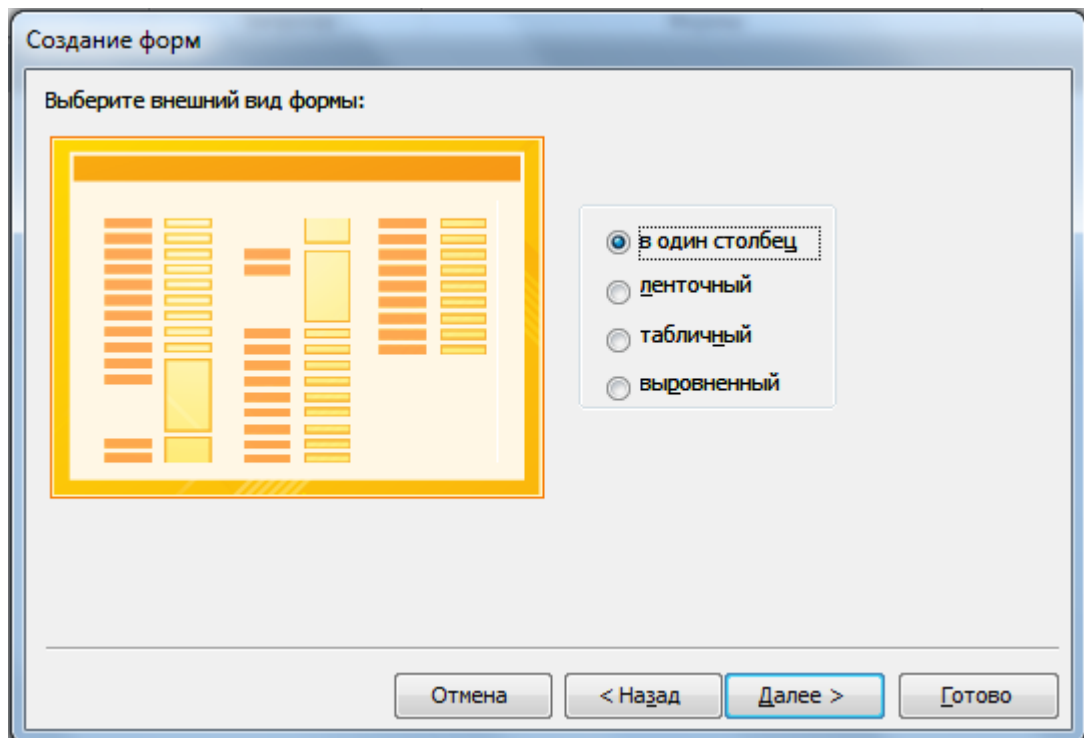 Создание форм
Выберите внешний вид формы:
в один столбец
ленточный
табличный
выровненный
Отмена
< Назад
Далее >
Готово